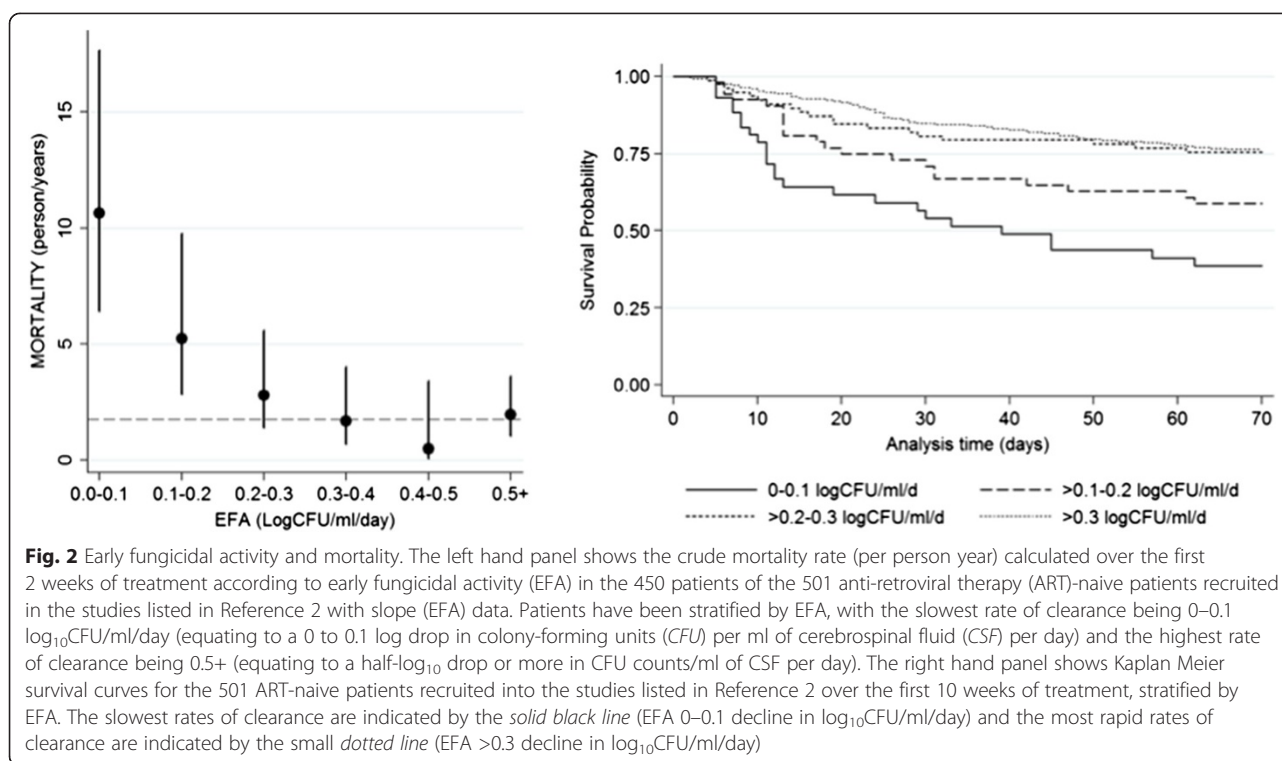 MORTALITY (person/years)
15
10
5
0
0.0-0.1 0.1-0.2 0.2-0.3 0.3-0.4 0.4-0.5 0.5+
EFA (LogCFU/ml/day)
Survival Probability
1.00
0.75
0.50
0.25
0.00
0 10 20 30 40 50 60 70
Analysis time (days)
0-0.1 logCFU/ml/d >0.1-0.2 logCFU/ml/d
>0.2-0.3 logCFU/ml/d >0.3 logCFU/ml/d
Fig. 2 Early fungicidal activity and mortality. The left hand panel shows the crude mortality rate (per person year) calculated over the first
2 weeks of treatment according to early fungicidal activity (EFA) in the 450 patients of the 501 anti-retroviral therapy (ART)-naive patients recruited
in the studies listed in Reference 2 with slope (EFA) data. Patients have been stratified by EFA, with the slowest rate of clearance being 0–0.1
log₁₀CFU/ml/day (equating to a 0 to 0.1 log drop in colony-forming units (CFU) per ml of cerebrospinal fluid (CSF) per day) and the highest rate
of clearance being 0.5+ (equating to a half-log₁₀ drop or more in CFU counts/ml of CSF per day). The right hand panel shows Kaplan Meier
survival curves for the 501 ART-naive patients recruited into the studies listed in Reference 2 over the first 10 weeks of treatment, stratified by
EFA. The slowest rates of clearance are indicated by the solid black line (EFA 0–0.1 decline in log₁₀CFU/ml/day) and the most rapid rates of
clearance are indicated by the small dotted line (EFA >0.3 decline in log₁₀CFU/ml/day)